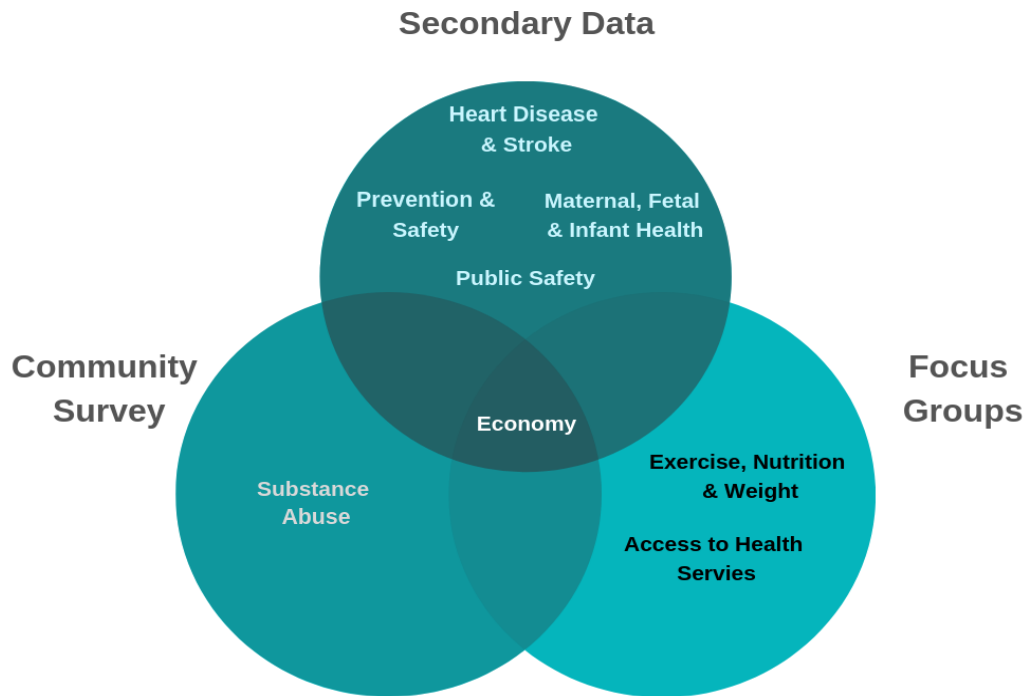 Secondary Data
Heart Disease
& Stroke
Prevention &
Safety
Maternal, Fetal
& Infant Health
Public Safety
Community
Survey
Focus
Groups
Economy
Exercise, Nutrition
& Weight
Substance
Abuse
Access to Health
Servies